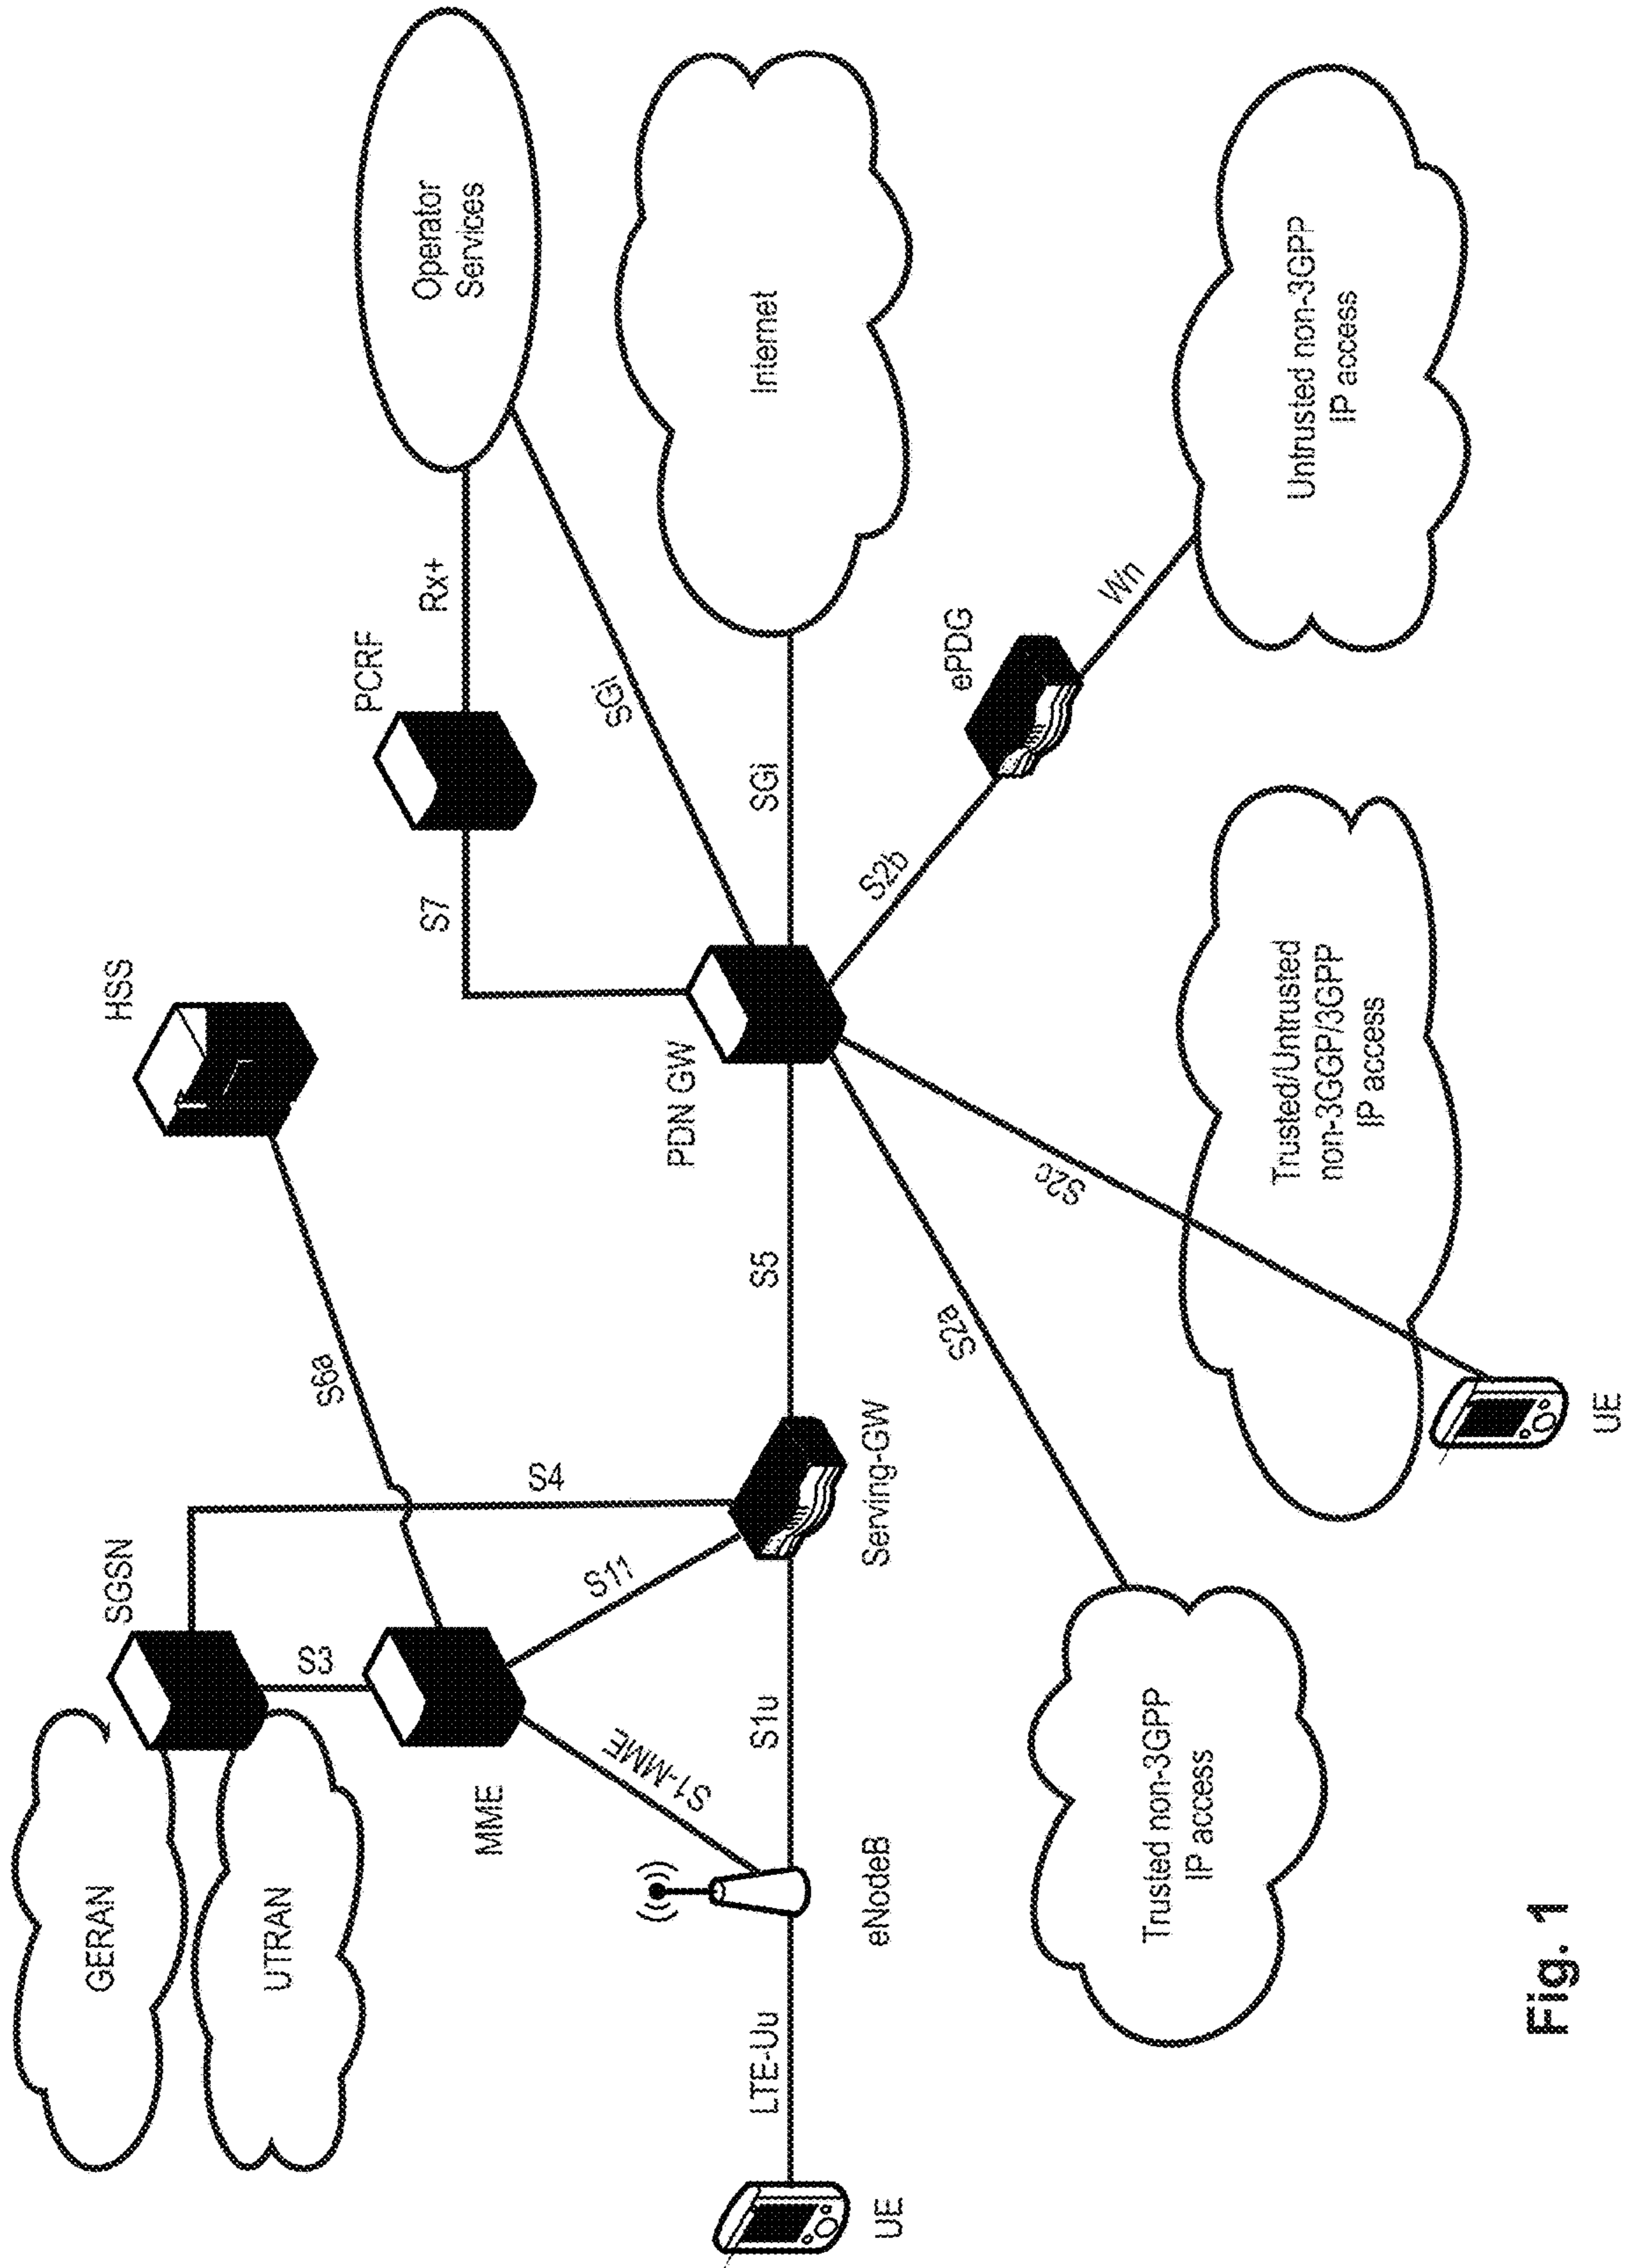 GERAN
SGSN
HSS
UTRAN
S3
S6a
PCRF
Operator
Services
S7
Rx+
MME
S4
S11
S1-MME
SGi
PDN GW
LTE-Uu
S1u
S5
SGi
Internet
UE
eNodeB
Serving-GW
S2b
ePDG
S2a
S2c
Wn
Trusted non-3GPP
IP access
Trusted/Untrusted
non-3GGP/3GPP
IP access
Untrusted non-3GPP
IP access
UE
Fig. 1